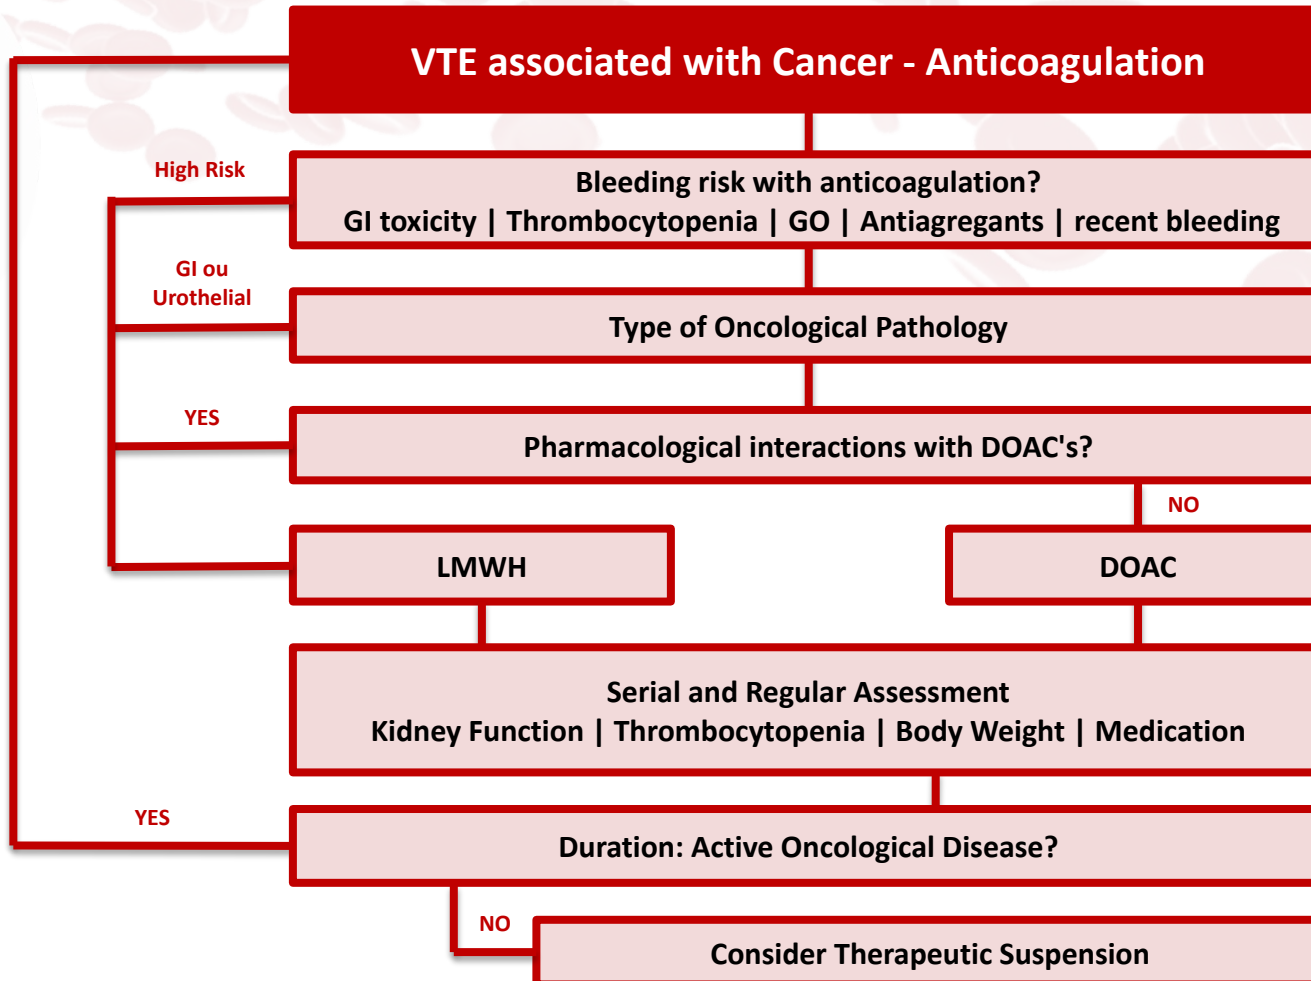 VTE associated with Cancer - Anticoagulation
High Risk
Bleeding risk with anticoagulation?
GI toxicity | Thrombocytopenia | GO | Antiagregants | recent bleeding
GI ou
Urothelial
Type of Oncological Pathology
YES
Pharmacological interactions with DOAC's?
NO
LMWH
DOAC
Serial and Regular Assessment
Kidney Function | Thrombocytopenia | Body Weight | Medication
YES
Duration: Active Oncological Disease?
NO
Consider Therapeutic Suspension